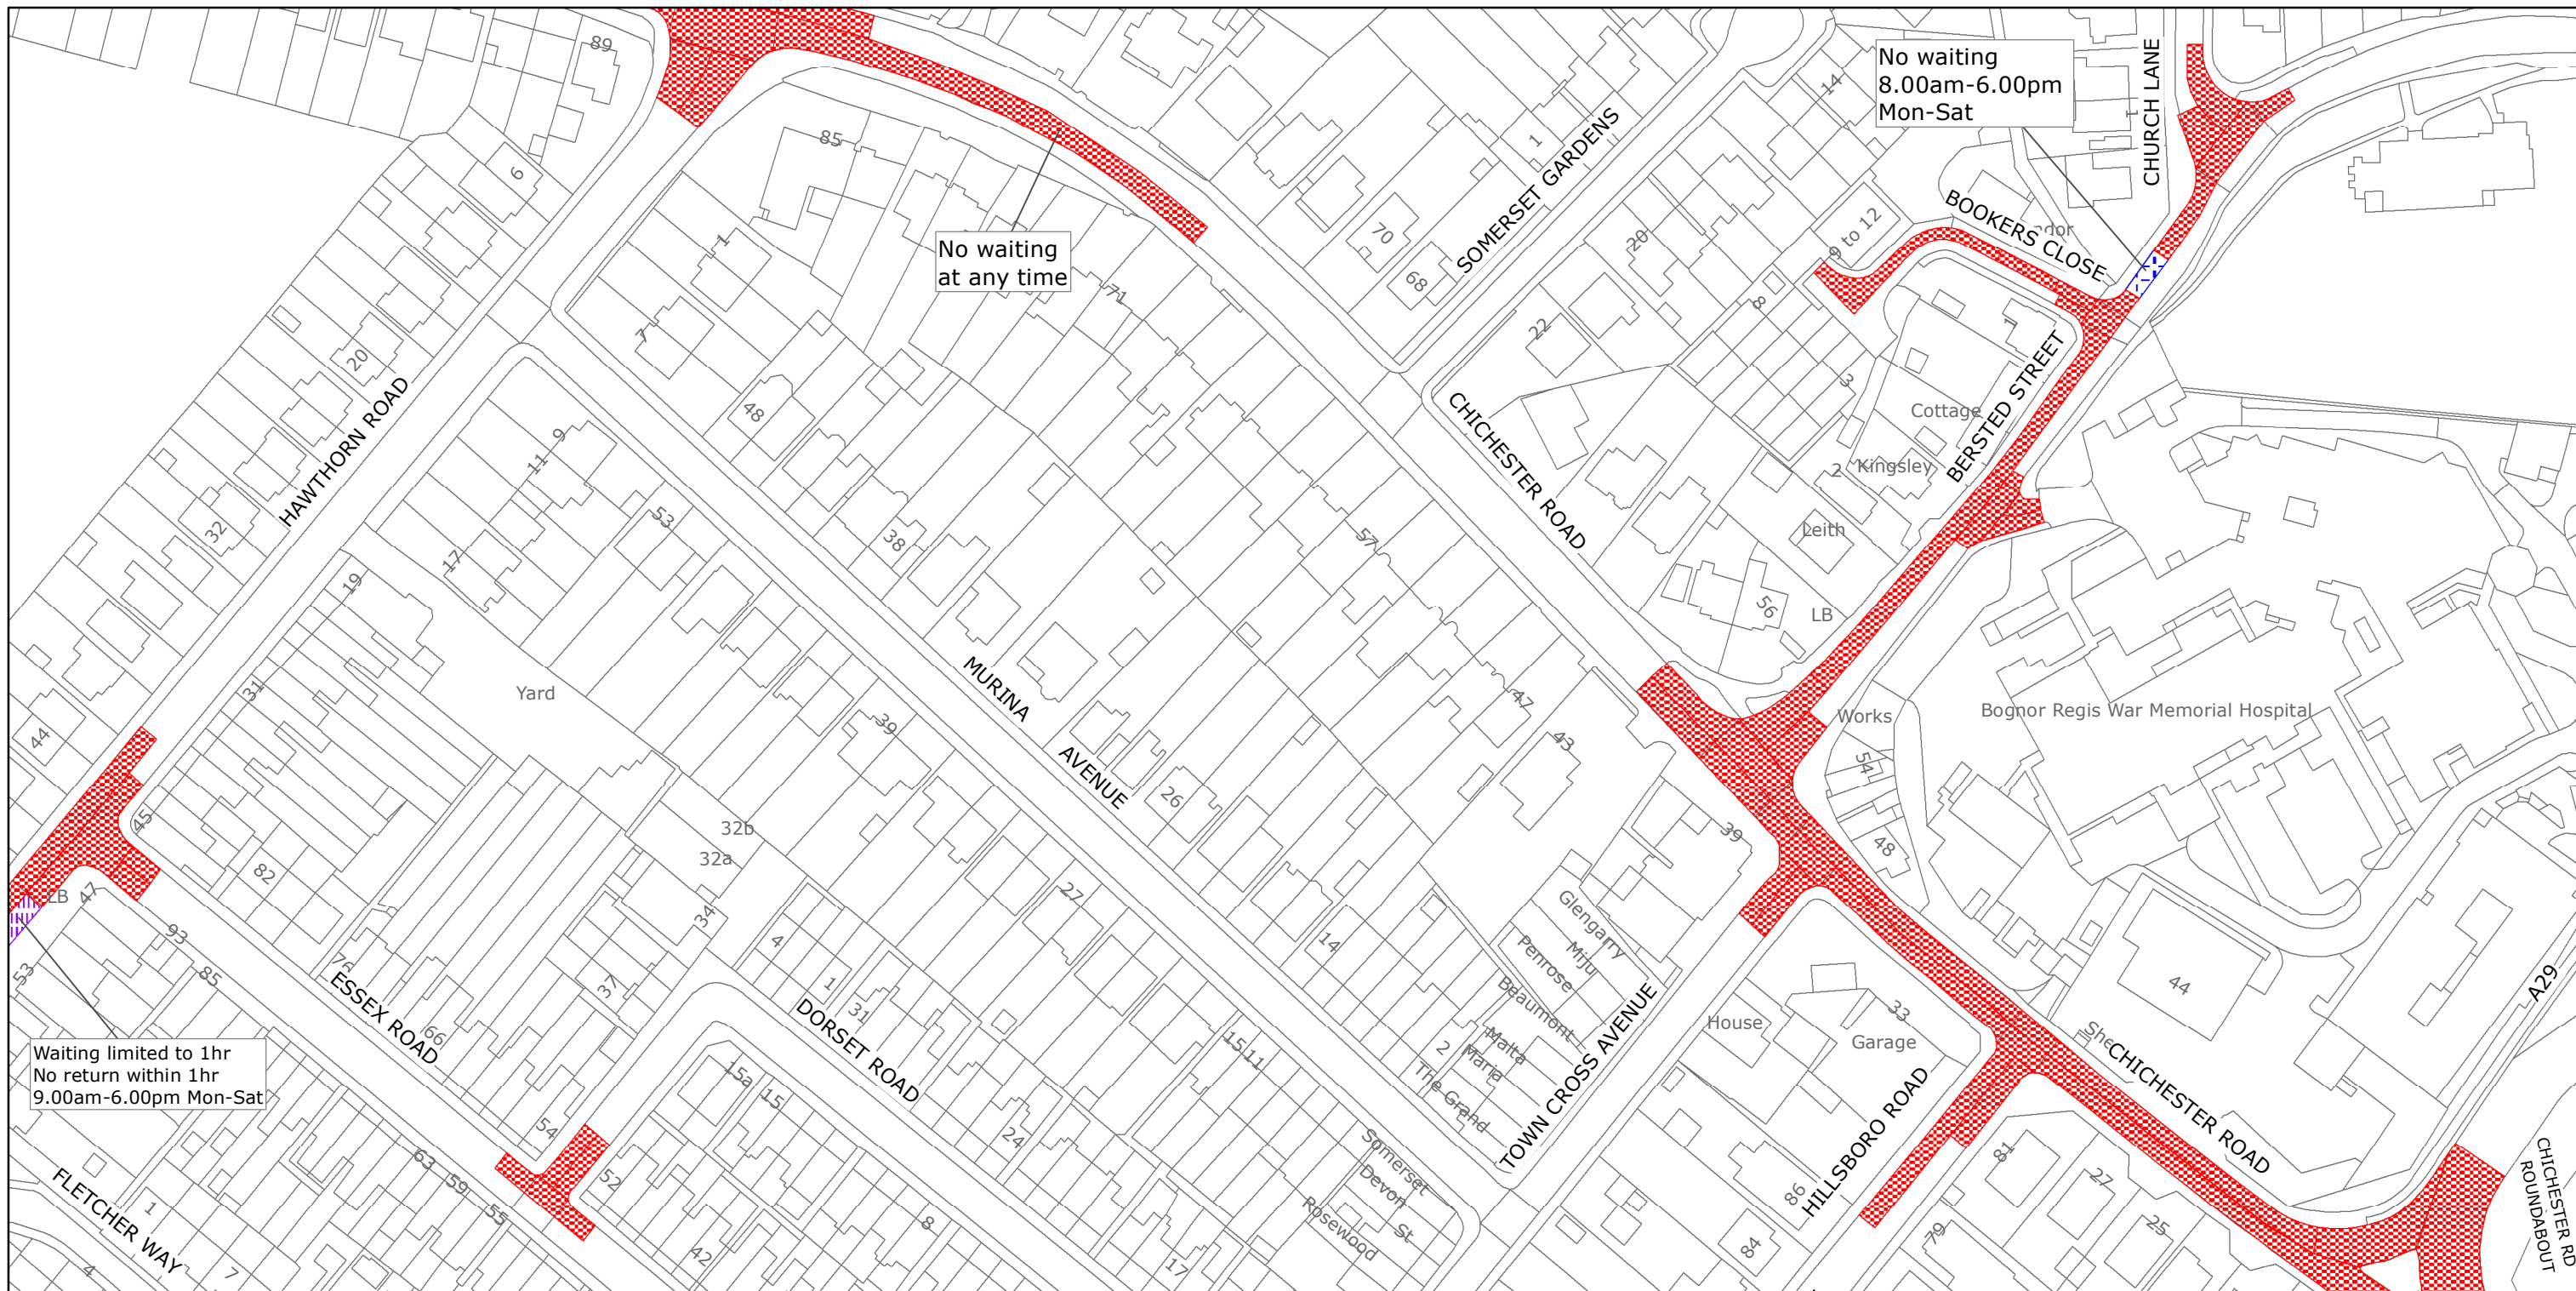 89
No waiting
8.00am-6.00pm
Mon-Sat
CHURCH LANE
1
14
85
1
SOMERSET GARDENS
6
BOOKERS CLOSE
70
9 to 12
20
1
No waiting
at any time
68
71
8
7
22
1
20
BERSTED STREET
3
HAWTHORN ROAD
48
CHICHESTER ROAD
Cottage
9
11
2
Kingsley
32
53
38
57
Leith
17
19
56
LB
31
Yard
MURINA
AVENUE
47
Works
Bognor Regis War Memorial Hospital
44
39
43
54
26
45
32b
39
48
32a
82
LB
47
27
34
4
14
Glengarry
Miju
Penrose
93
85
76
37
1
31
Beaumont
A29
44
ESSEX ROAD
DORSET ROAD
TOWN CROSS AVENUE
House
33
53
66
Garage
She
CHICHESTER ROAD
Malta
Maria
2
The Grand
15
11
Waiting limited to 1hr
No return within 1hr
9.00am-6.00pm Mon-Sat
15a
15
HILLSBORO ROAD
54
24
81
Somerset
Devon
St
Rosewood
63
59
55
52
27
CHICHESTER RD
ROUNDABOUT
FLETCHER WAY
1
86
8
84
79
25
42
17
4
7